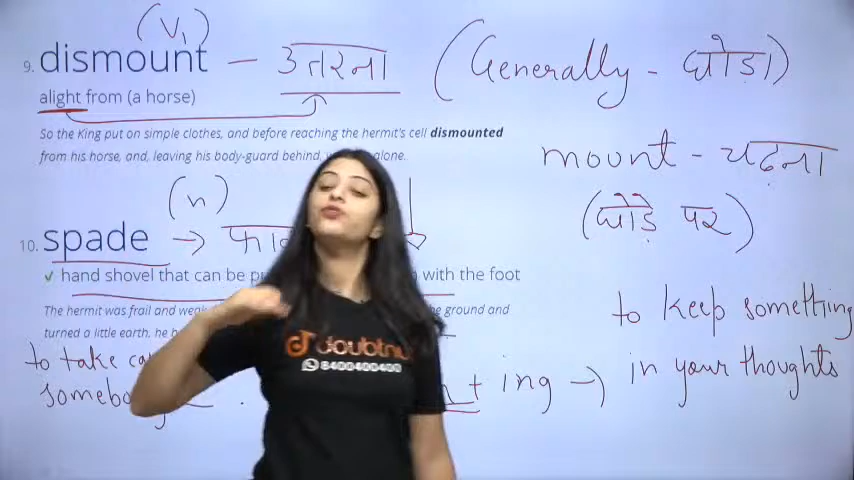 (V₁)
9. dismount - उतरना (Generally - घोडा)
alight from (a horse)
So the King put on simple clothes, and before reaching the hermit's cell dismounted
from his horse, and, leaving his body-guard behind, alone.
mount - चढना
(घोडे पर)
(n)
10. spade →
✓ hand shovel that can be with the foot
The hermit was frail and weak the ground and
turned a little earth,
to keep something
in your thoughts
to take
+ ing →
doubtnut
8400400400